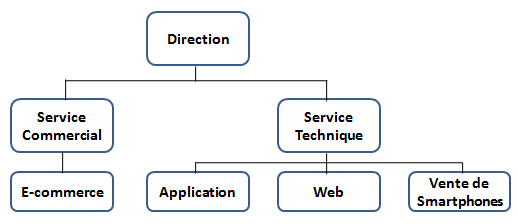 Direction
Service
Commercial
Service
Technique
E-commerce
Application
Web
Vente de
Smartphones